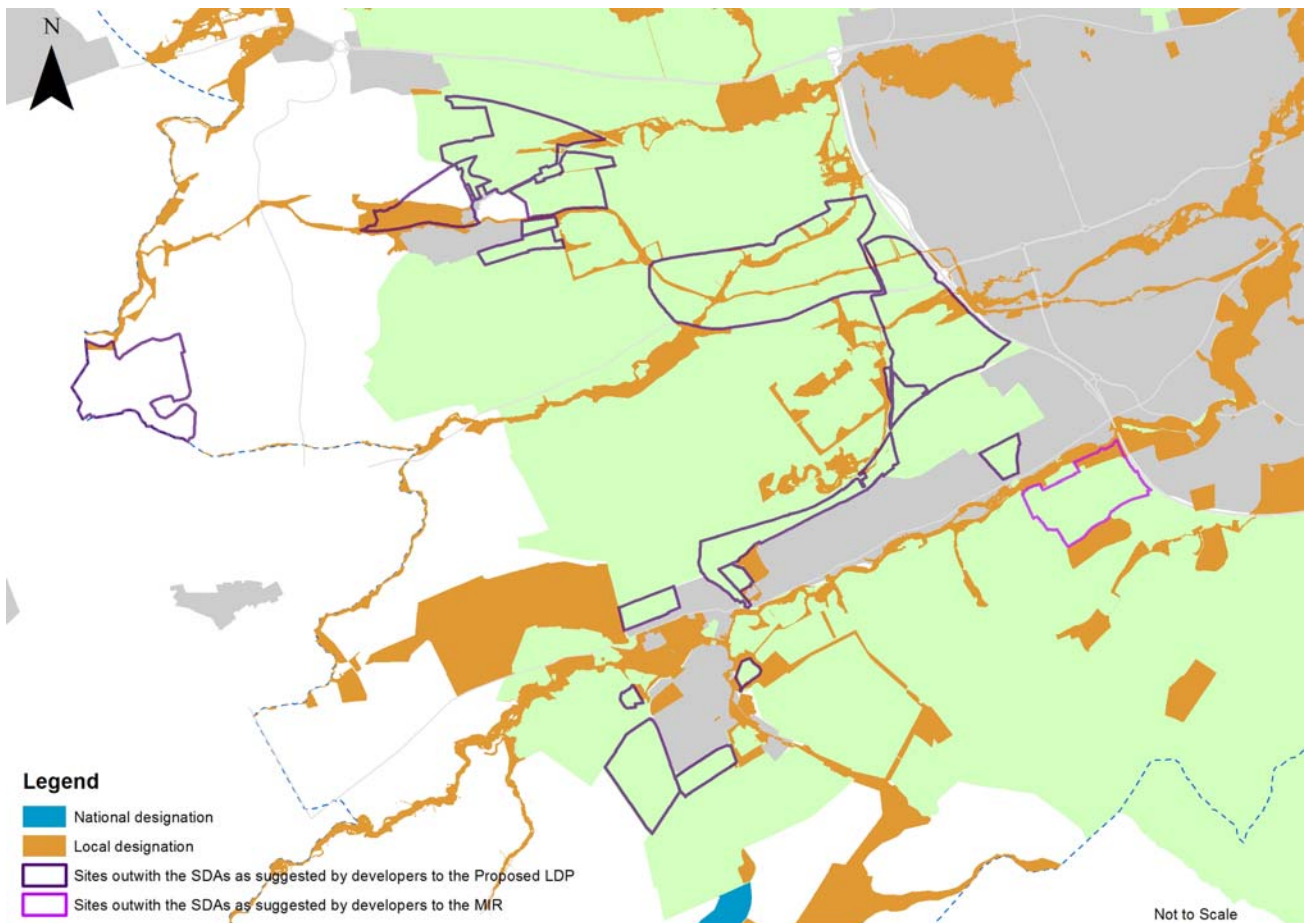 N
Legend
National designation
Local designation
Sites outwith the SDAs as suggested by developers to the Proposed LDP
Sites outwith the SDAs as suggested by developers to the MIR
Not to Scale